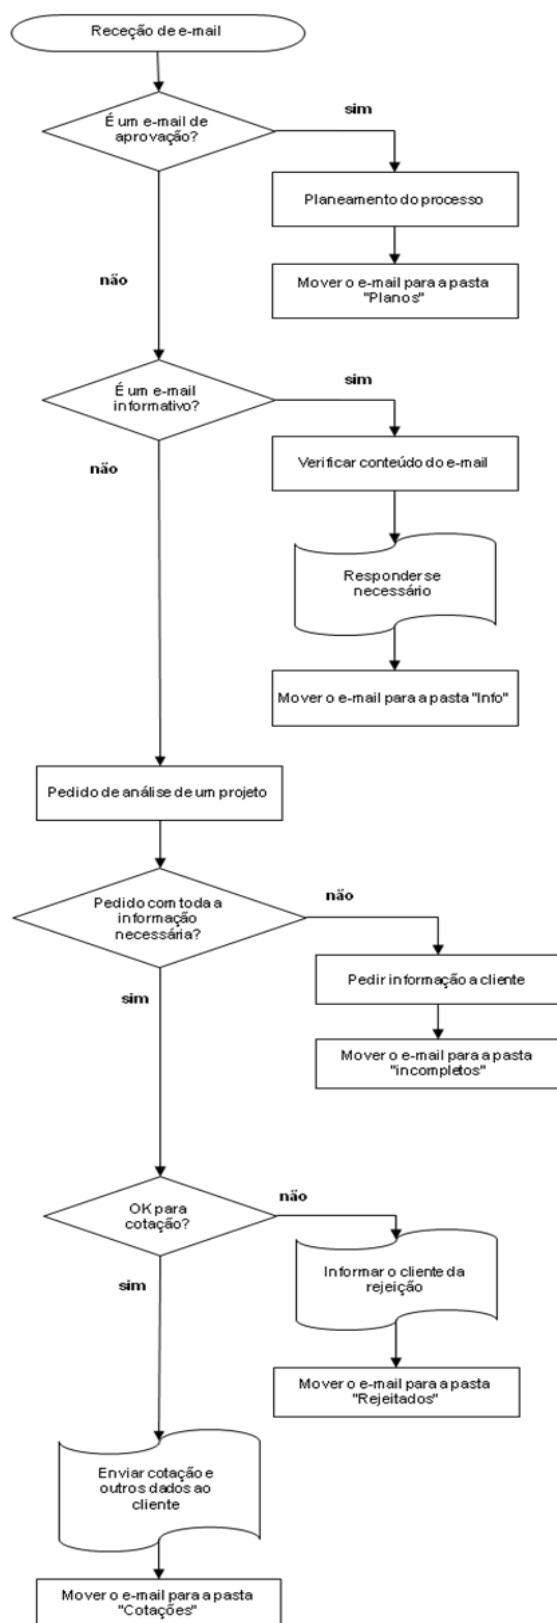 Receção de e-mail
É um e-mail de
aprovação?
sim
Planeamento do processo
não
Mover o e-mail para a pasta
"Planos"
É um e-mail
informativo?
sim
não
Verificar conteúdo do e-mail
Responder se
necessário
Mover o e-mail para a pasta "Info"
Pedido de análise de um projeto
Pedido com toda a
informação
necessária?
não
sim
Pedir informação a cliente
Mover o e-mail para a pasta
"incompletos"
OK para
cotação?
não
sim
Informar o cliente da
rejeição
Mover o e-mail para a pasta
"Rejeitados"
Enviar cotação e
outros dados ao
cliente
Mover o e-mail para a pasta
"Cotações"